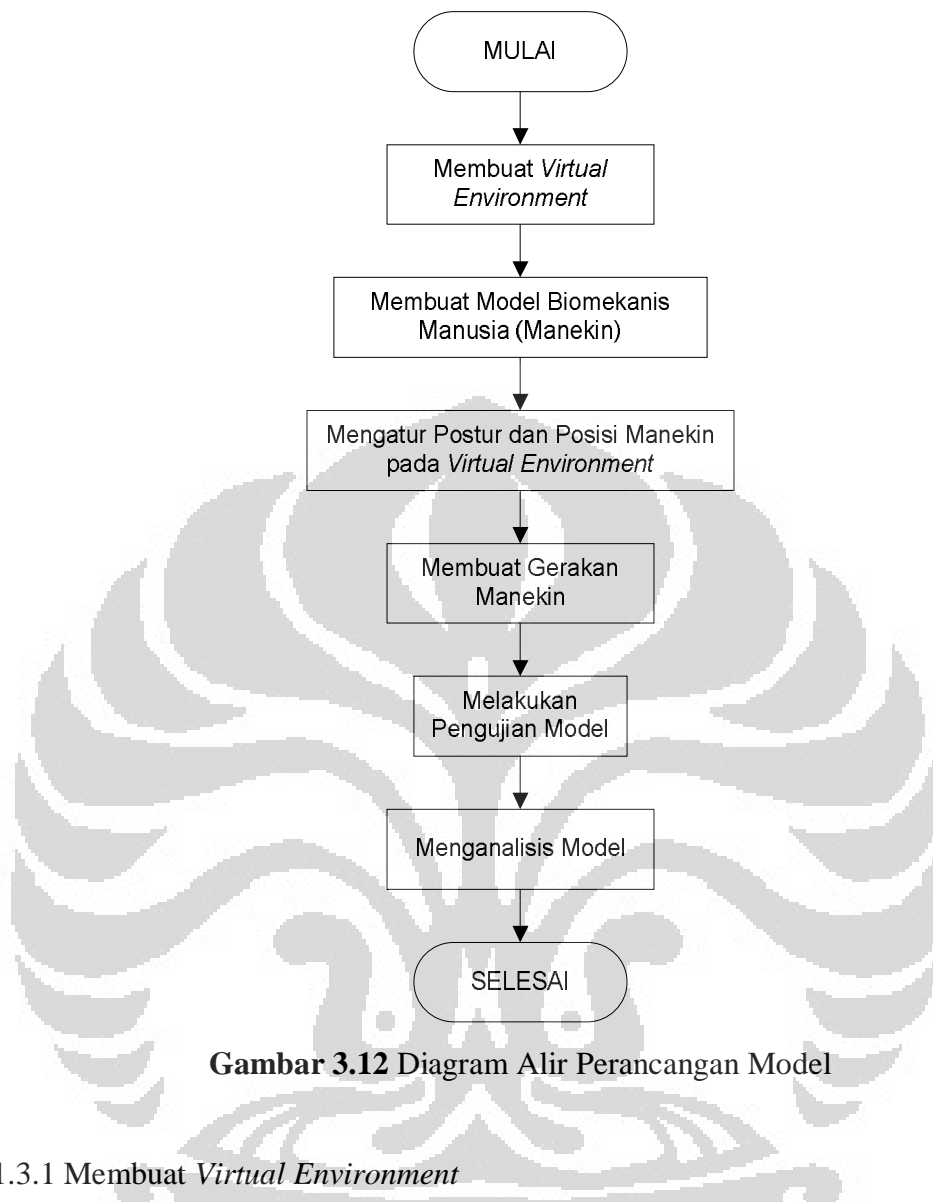 MULAI
Membuat Virtual
Environment
Membuat Model Biomekanis
Manusia (Manekin)
Mengatur Postur dan Posisi Manekin
pada Virtual Environment
Membuat Gerakan
Manekin
Melakukan
Pengujian Model
Menganalisis Model
SELESAI
Gambar 3.12 Diagram Alir Perancangan Model
.3.1 Membuat Virtual Environment